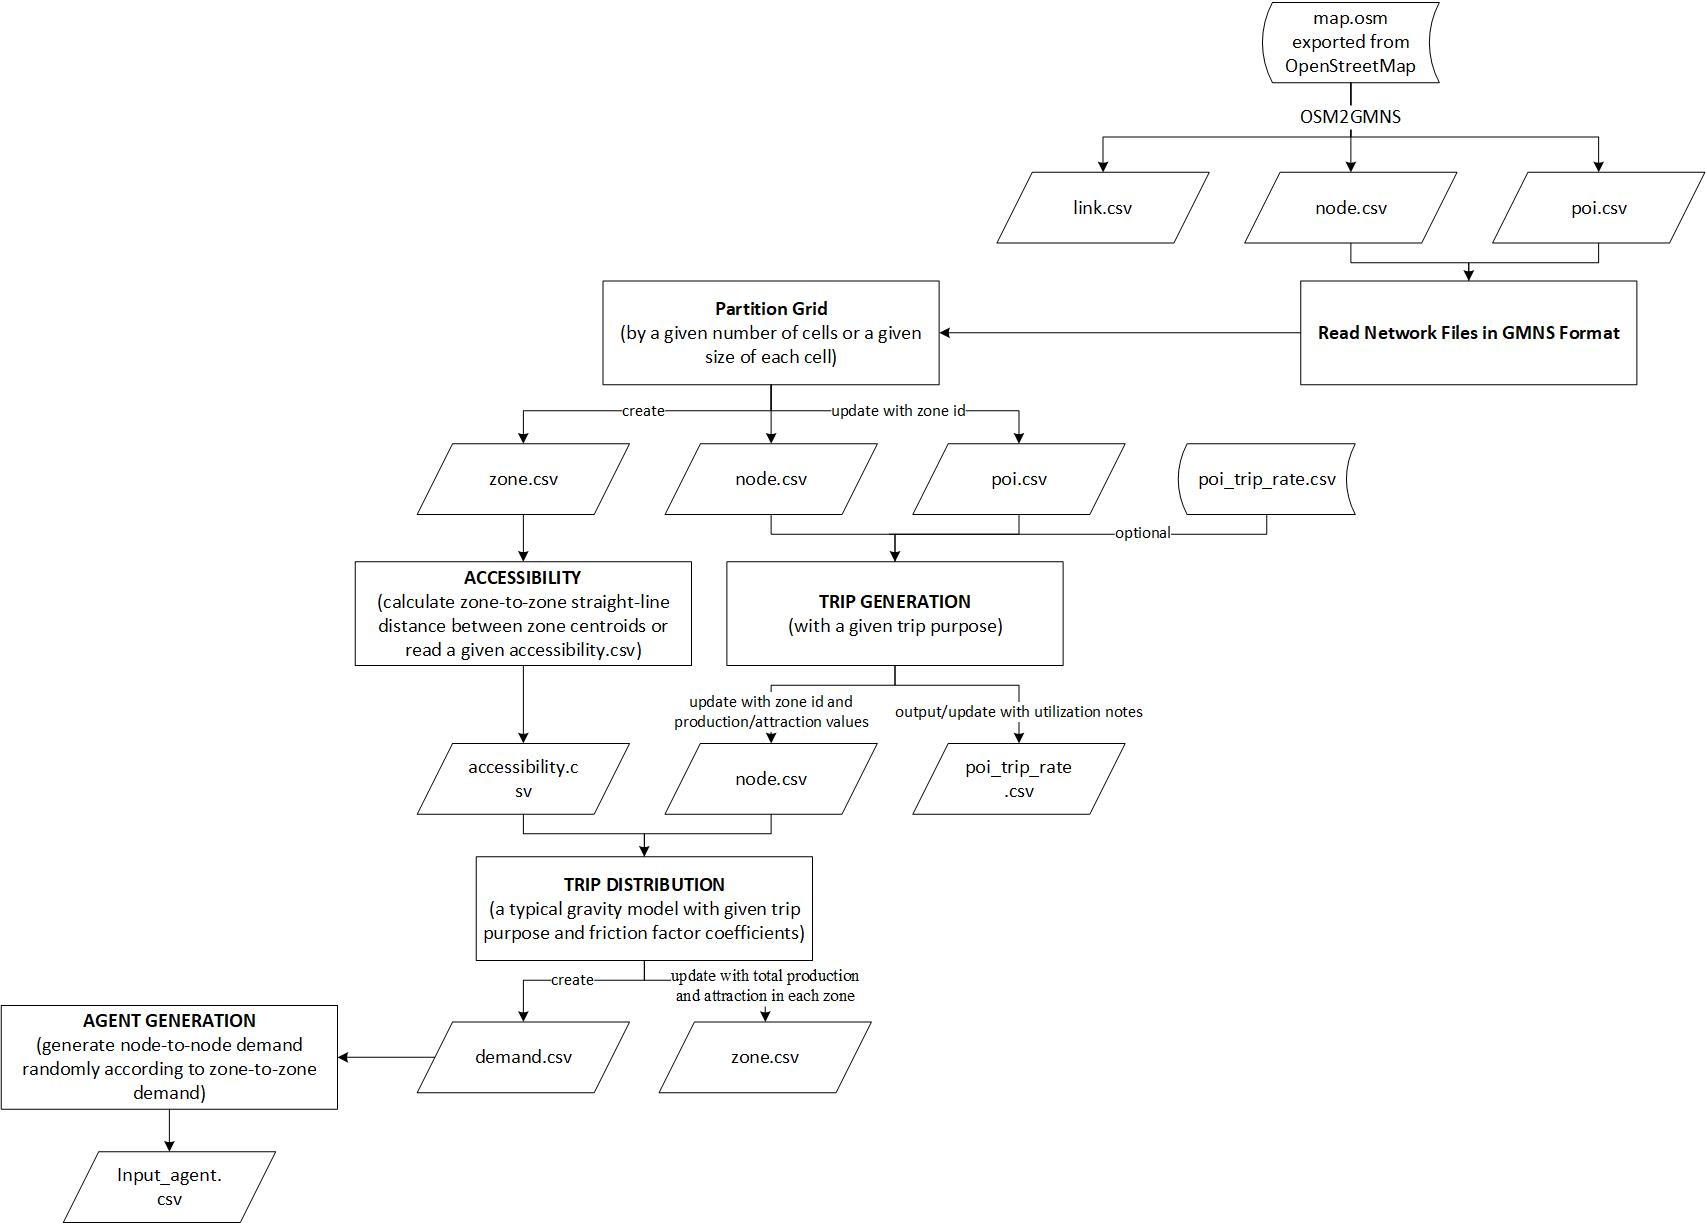 map.osm
exported from
OpenStreetMap
OSM2GMNS
link.csv
node.csv
poi.csv
Partition Grid
(by a given number of cells or a given
size of each cell)
Read Network Files in GMNS Format
create
update with zone id
zone.csv
node.csv
poi.csv
poi_trip_rate.csv
optional
ACCESSIBILITY
(calculate zone-to-zone straight-line
distance between zone centroids or
read a given accessibility.csv)
TRIP GENERATION
(with a given trip purpose)
update with zone id and
production/attraction values
output/update with utilization notes
accessibility.c
sv
node.csv
poi_trip_rate
.csv
TRIP DISTRIBUTION
(a typical gravity model with given trip
purpose and friction factor coefficients)
create
update with total production
and attraction in each zone
AGENT GENERATION
(generate node-to-node demand
randomly according to zone-to-zone
demand)
demand.csv
zone.csv
Input_agent.
csv